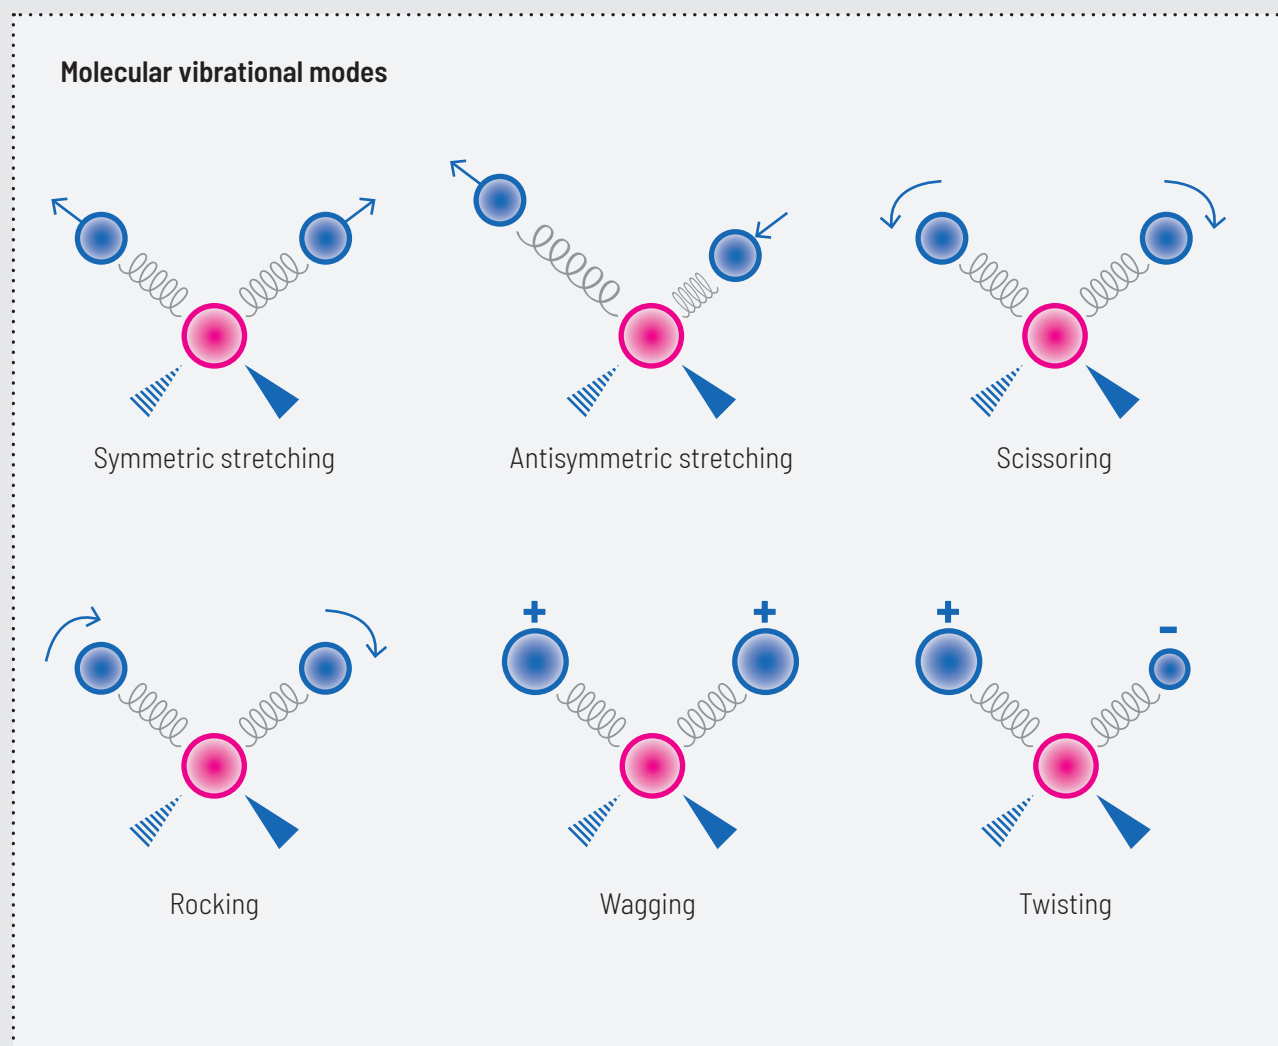 Molecular vibrational modes
Symmetric stretching
Antisymmetric stretching
Scissoring
+
+
+
-
Rocking
Wagging
Twisting